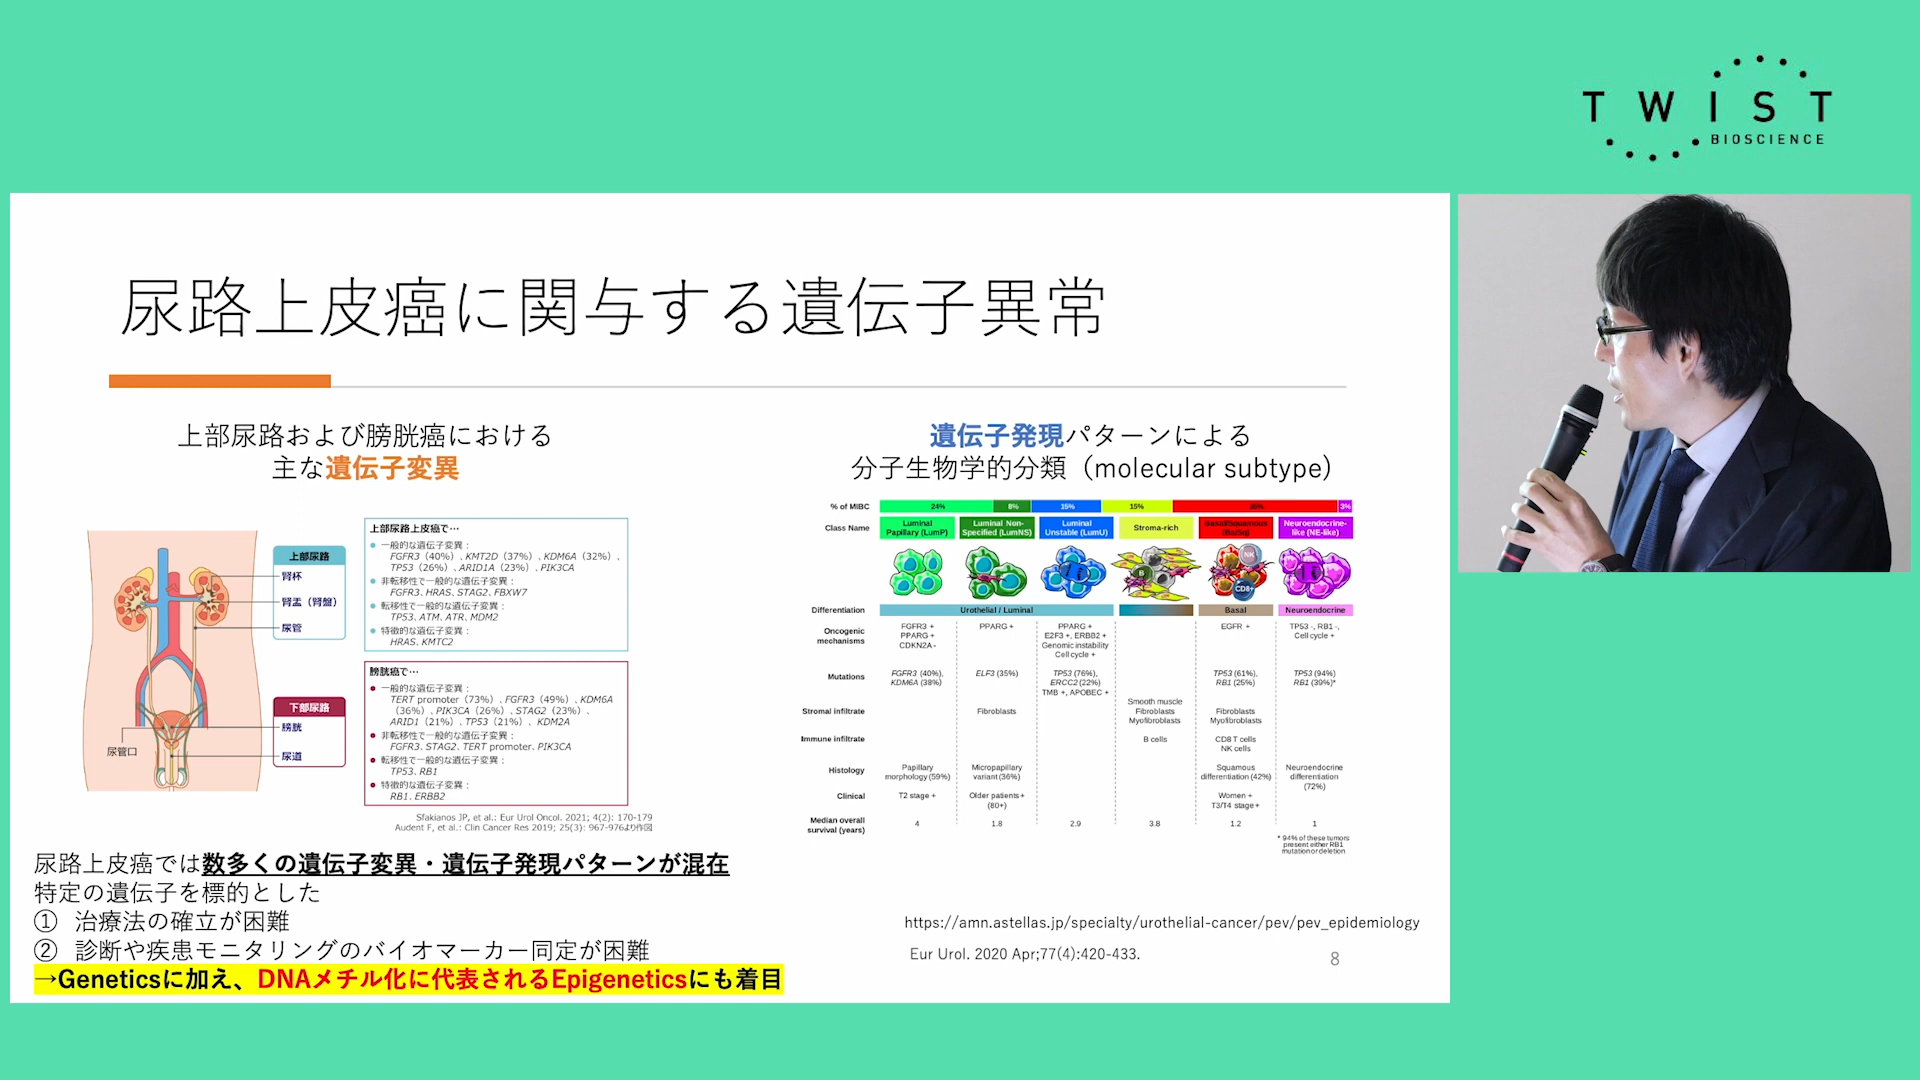 TWIST
BIOSCIENCE
尿路上皮癌に関与する遺伝子異常
上部尿路および膀胱癌における
主な遺伝子変異
上部尿路
腎杯
腎盂（腎盤）
尿管
下部尿路
膀胱
尿道
尿管口
上部尿路上皮癌で…
一般的な遺伝子変異：
FGFR3（40%）、KMT2D（37%）、KDM6A（32%）、
TP53（26%）、ARID1A（23%）、PIK3CA
非転移性で一般的な遺伝子変異：
FGFR3、HRAS、STAG2、FBXW7
転移性で一般的な遺伝子変異：
TP53、ATM、ATR、MDM2
特徴的な遺伝子変異：
HRAS、KMTC2
膀胱癌で…
一般的な遺伝子変異：
TERT promoter（73%）、FGFR3（49%）、KDM6A
（36%）、PIK3CA（26%）、STAG2（23%）、
ARID1（21%）、TP53（21%）、KDM2A
非転移性で一般的な遺伝子変異：
FGFR3、STAG2、TERT promoter、PIK3CA
転移性で一般的な遺伝子変異：
TP53、RB1
特徴的な遺伝子変異：
RB1、ERBB2
Sfakianos JP, et al.: Eur Urol Oncol. 2021; 4(2): 170-179
Audent F, et al.: Clin Cancer Res 2019; 25(3): 967-976より作図
遺伝子発現パターンによる
分子生物学的分類（molecular subtype）
% of MIBC 24% 8% 15% 15% 35% 3%
Class Name Luminal Papillary (LumP) Luminal Non-Specified (LumNS) Luminal Unstable (LumU) Stroma-rich Basal/Squamous (Ba/Sq) Neuroendocrine-like (NE-like)
B NK CD8+
Differentiation Urothelial / Luminal Basal Neuroendocrine
Oncogenic mechanisms
FGFR3 +
PPARG +
CDKN2A -
PPARG +
PPARG +
E2F3 +, ERBB2 +
Genomic instability
Cell cycle +
EGFR +
TP53 -, RB1 -,
Cell cycle +
Mutations
FGFR3 (40%),
KDM6A (38%)
ELF3 (35%)
TP53 (76%),
ERCC2 (22%)
TMB +, APOBEC +
TP53 (61%),
RB1 (25%)
TP53 (94%)
RB1 (39%)*
Stromal infiltrate
Fibroblasts
Smooth muscle
Fibroblasts
Myofibroblasts
Fibroblasts
Myofibroblasts
Immune infiltrate
B cells
CD8 T cells
NK cells
Histology
Papillary
morphology (59%)
Micropapillary
variant (36%)
Squamous
differentiation (42%)
Neuroendocrine
differentiation
(72%)
Clinical
T2 stage +
Older patients +
(80+)
Women +
T3/T4 stage +
Median overall
survival (years)
4 1.8 2.9 3.8 1.2 1
* 94% of these tumors
present either RB1
mutation or deletion
尿路上皮癌では数多くの遺伝子変異・遺伝子発現パターンが混在
特定の遺伝子を標的とした
① 治療法の確立が困難
② 診断や疾患モニタリングのバイオマーカー同定が困難
→Geneticsに加え、DNAメチル化に代表されるEpigeneticsにも着目
https://amn.astellas.jp/specialty/urothelial-cancer/pev/pev_epidemiology
Eur Urol. 2020 Apr;77(4):420-433.
8